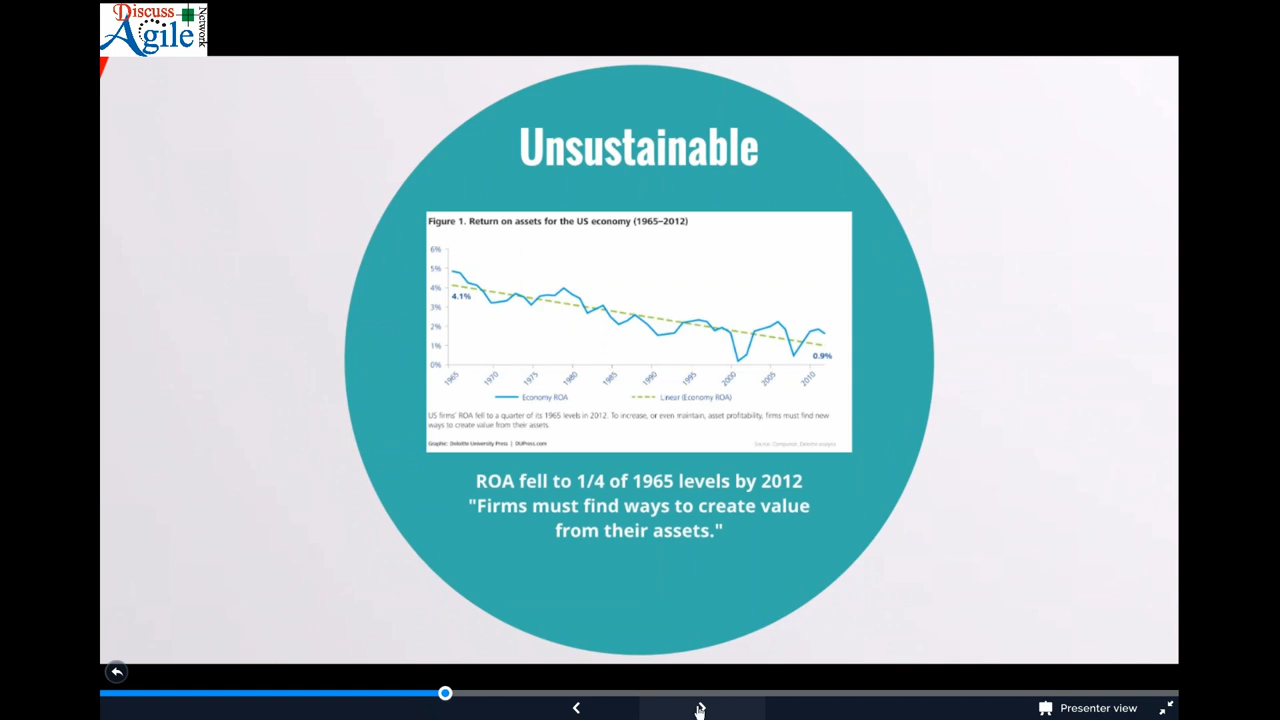 Discuss
Agile
Network
Unsustainable
Figure 1. Return on assets for the US economy (1965–2012)
6%
5%
4%
4.1%
3%
2%
1%
0.9%
0%
1965 1970 1975 1980 1985 1990 1995 2000 2005 2010
Economy ROA Linear (Economy ROA)
US firms' ROA fell to a quarter of its 1965 levels in 2012. To increase, or even maintain, asset profitability, firms must find new
ways to create value from their assets.
Graphic: Deloitte University Press | DUPress.com Source: Compustat, Deloitte analysis
ROA fell to 1/4 of 1965 levels by 2012
"Firms must find ways to create value
from their assets."
Presenter view